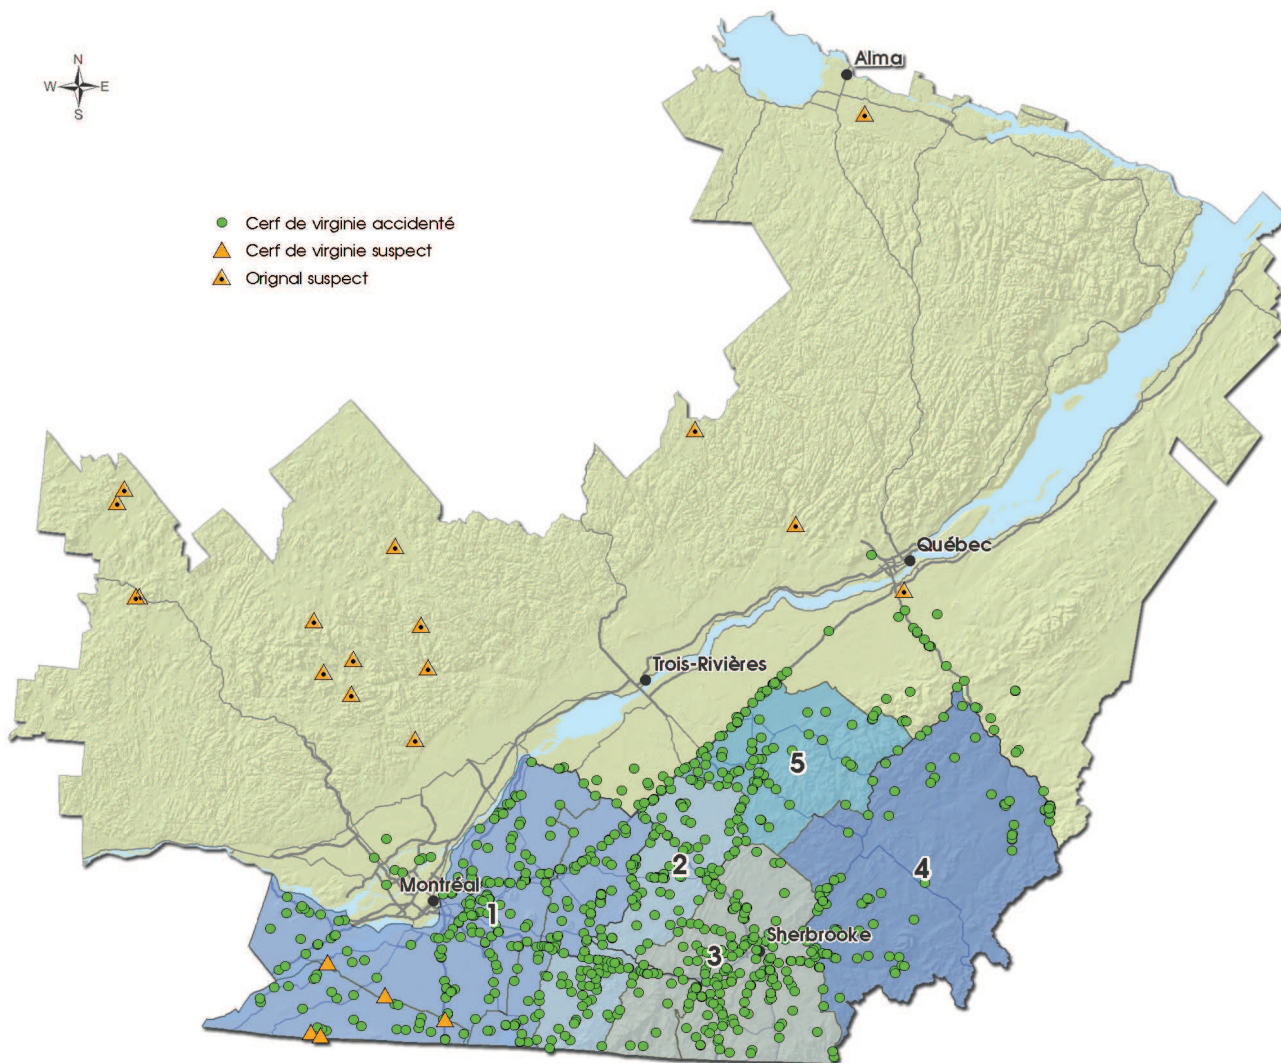 Alma
N
W E
S
Cerf de virginie accidenté
Cerf de virginie suspect
Orignal suspect
Québec
Trois-Rivières
5
2
4
Montréal
1
Sherbrooke
3